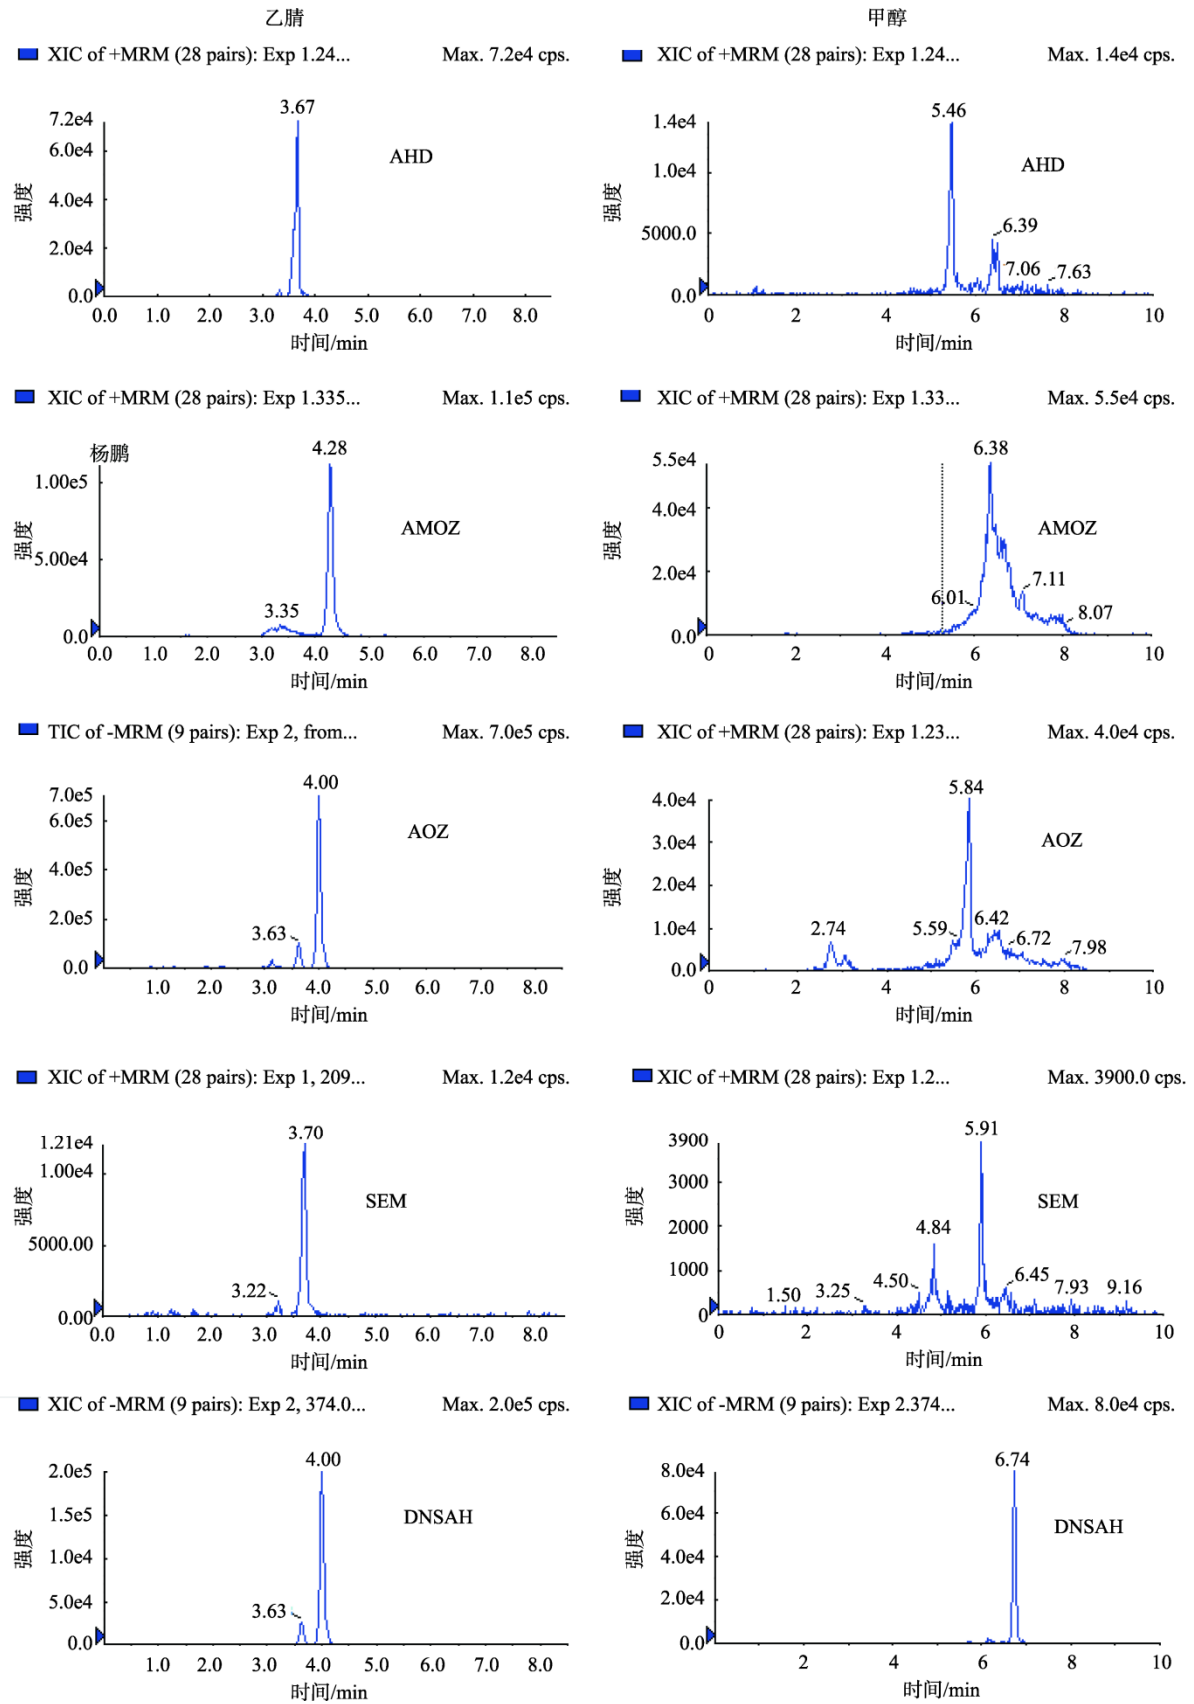 乙腈
甲醇
XIC of +MRM (28 pairs): Exp 1.24... Max. 7.2e4 cps.
3.67
7.2e4
6.0e4
4.0e4
2.0e4
0.0
AHD
强度
0.0 1.0 2.0 3.0 4.0 5.0 6.0 7.0 8.0
时间/min
XIC of +MRM (28 pairs): Exp 1.24... Max. 1.4e4 cps.
5.46
1.4e4
1.0e4
5000.0
0.0
AHD
6.39
7.06
7.63
强度
0 2 4 6 8 10
时间/min
XIC of +MRM (28 pairs): Exp 1.335... Max. 1.1e5 cps.
杨鹏
4.28
1.00e5
5.00e4
0.0
AMOZ
3.35
强度
0.0 1.0 2.0 3.0 4.0 5.0 6.0 7.0 8.0
时间/min
XIC of +MRM (28 pairs): Exp 1.33... Max. 5.5e4 cps.
6.38
5.5e4
4.0e4
2.0e4
0.0
AMOZ
6.01
7.11
8.07
强度
0 2 4 6 8 10
时间/min
TIC of -MRM (9 pairs): Exp 2, from... Max. 7.0e5 cps.
4.00
7.0e5
6.0e5
4.0e5
2.0e5
0.0
AOZ
3.63
强度
1.0 2.0 3.0 4.0 5.0 6.0 7.0 8.0
时间/min
XIC of +MRM (28 pairs): Exp 1.23... Max. 4.0e4 cps.
5.84
4.0e4
3.0e4
2.0e4
1.0e4
0.0
AOZ
2.74
5.59
6.42
6.72
7.98
强度
0 2 4 6 8 10
时间/min
XIC of +MRM (28 pairs): Exp 1, 209... Max. 1.2e4 cps.
3.70
1.21e4
1.00e4
5000.00
0.00
SEM
3.22
强度
0.0 1.0 2.0 3.0 4.0 5.0 6.0 7.0 8.0
时间/min
XIC of +MRM (28 pairs): Exp 1.2... Max. 3900.0 cps.
5.91
3900
3000
2000
1000
0
SEM
4.84
1.50
3.25
4.50
6.45
7.93
9.16
强度
0 2 4 6 8 10
时间/min
XIC of -MRM (9 pairs): Exp 2, 374.0... Max. 2.0e5 cps.
4.00
2.0e5
1.5e5
1.0e4
5.0e4
0.0
DNSAH
3.63
强度
1.0 2.0 3.0 4.0 5.0 6.0 7.0 8.0
时间/min
XIC of -MRM (9 pairs): Exp 2.374... Max. 8.0e4 cps.
6.74
8.0e4
6.0e4
4.0e4
2.0e4
0.0
DNSAH
强度
2 4 6 8 10
时间/min